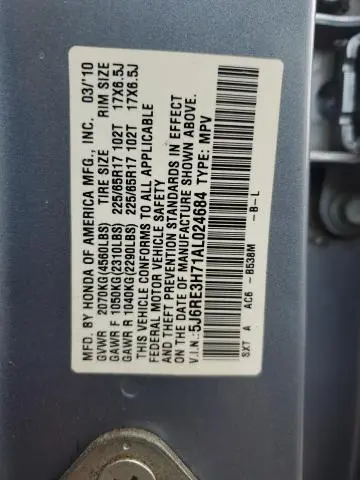 MFD. BY HONDA OF AMERICA MFG., INC. 03/'10
TIRE SIZE RIM SIZE
GVWR 2070KG(4560LBS)
GAWR F 1050KG(2310LBS) 225/65R17 102T 17X6.5J
GAWR R 1040KG(2290LBS) 225/65R17 102T 17X6.5J
THIS VEHICLE CONFORMS TO ALL APPLICABLE
FEDERAL MOTOR VEHICLE SAFETY
AND THEFT PREVENTION STANDARDS IN EFFECT
ON THE DATE OF MANUFACTURE SHOWN ABOVE.
V.I.N.:5J6RE3H71AL024684 TYPE: MPV
SXT A AC6 - B538M - B - L